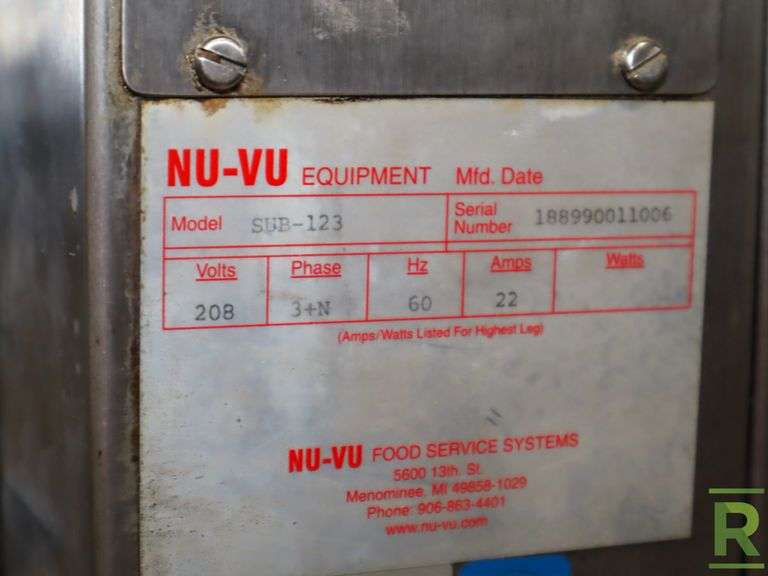 NU-VU EQUIPMENT Mfd. Date
Model SUB-123 Serial Number 188990011006
Volts Phase Hz Amps Watts
208 3+N 60 22
(Amps/Watts Listed For Highest Leg)
NU-VU FOOD SERVICE SYSTEMS
5600 13th. St.
Menominee, MI 49858-1029
Phone: 906-863-4401
www.nu-vu.com
R